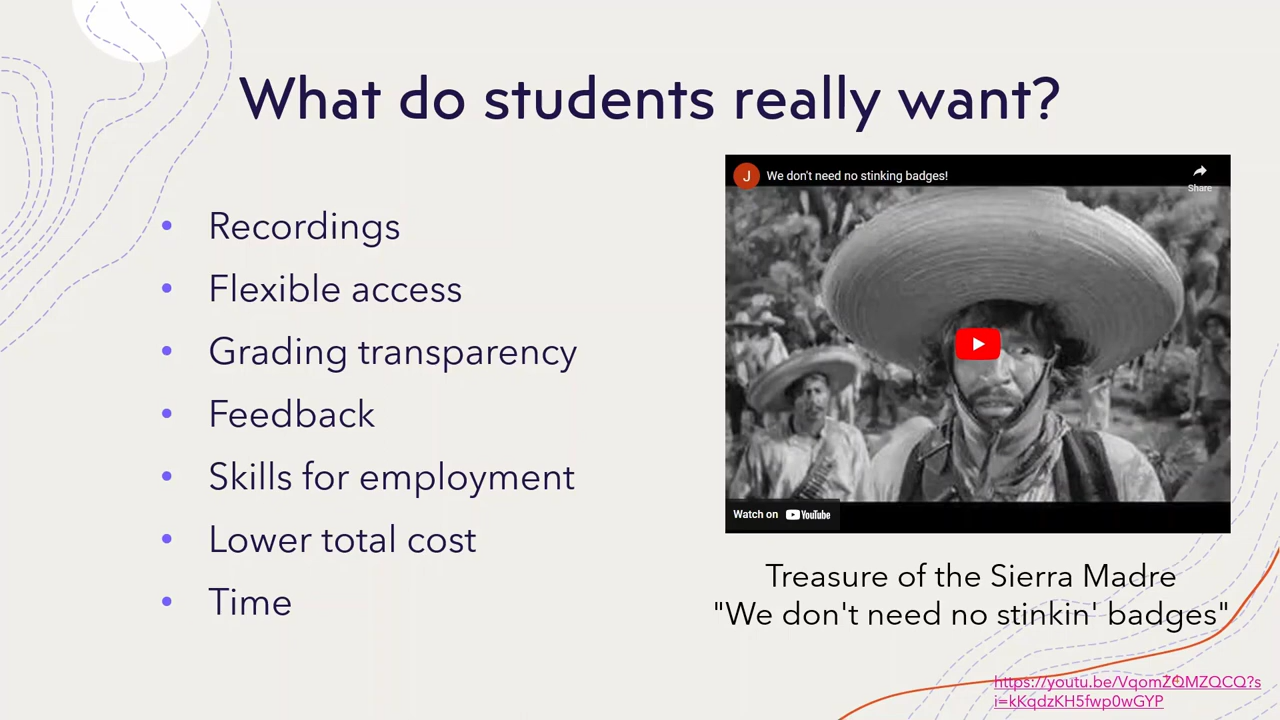 What do students really want?
• Recordings
• Flexible access
• Grading transparency
• Feedback
• Skills for employment
• Lower total cost
• Time
J We don't need no stinking badges!
Share
Watch on YouTube
Treasure of the Sierra Madre
"We don't need no stinkin' badges"
https://youtu.be/VqomZQMZQCQ?s
i=kKqdzKH5fwp0wGYP